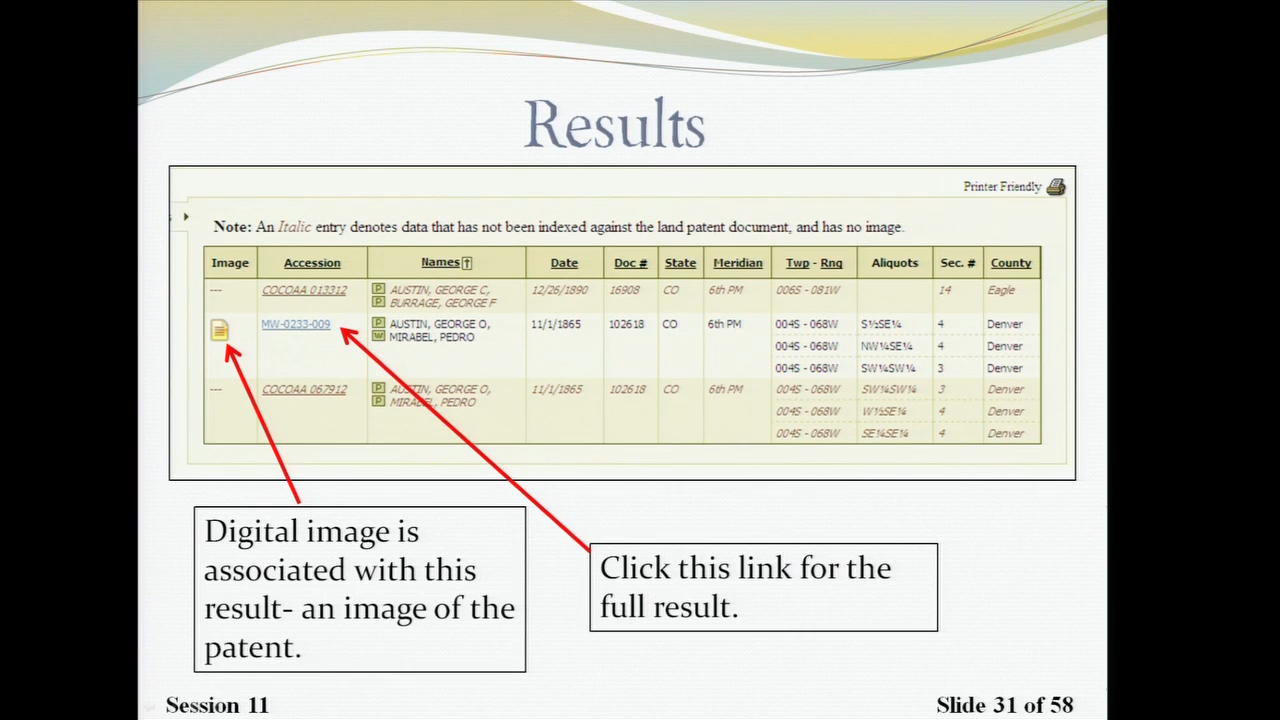 Results
Printer Friendly
Note: An Italic entry denotes data that has not been indexed against the land patent document, and has no image.
Image Accession Names Date Doc # State Meridian Twp - Rng Aliquots Sec. # County
--- COCOAA 013312 P AUSTIN, GEORGE C, 12/26/1890 16908 CO 6th PM 006S - 081W 14 Eagle
P BURRAGE, GEORGE F
MW-0233-009 P AUSTIN, GEORGE O, 11/1/1865 102618 CO 6th PM 004S - 068W S½SE¼ 4 Denver
W MIRABEL, PEDRO
004S - 068W NW¼SE¼ 4 Denver
004S - 068W SW¼SW¼ 3 Denver
--- COCOAA 067912 P AUSTIN, GEORGE O, 11/1/1865 102618 CO 6th PM 004S - 068W SW¼SW¼ 3 Denver
P MIRABEL, PEDRO
004S - 068W W½SE¼ 4 Denver
004S - 068W SE¼SE¼ 4 Denver
Digital image is
associated with this
result- an image of the
patent.
Click this link for the
full result.
Session 11
Slide 31 of 58